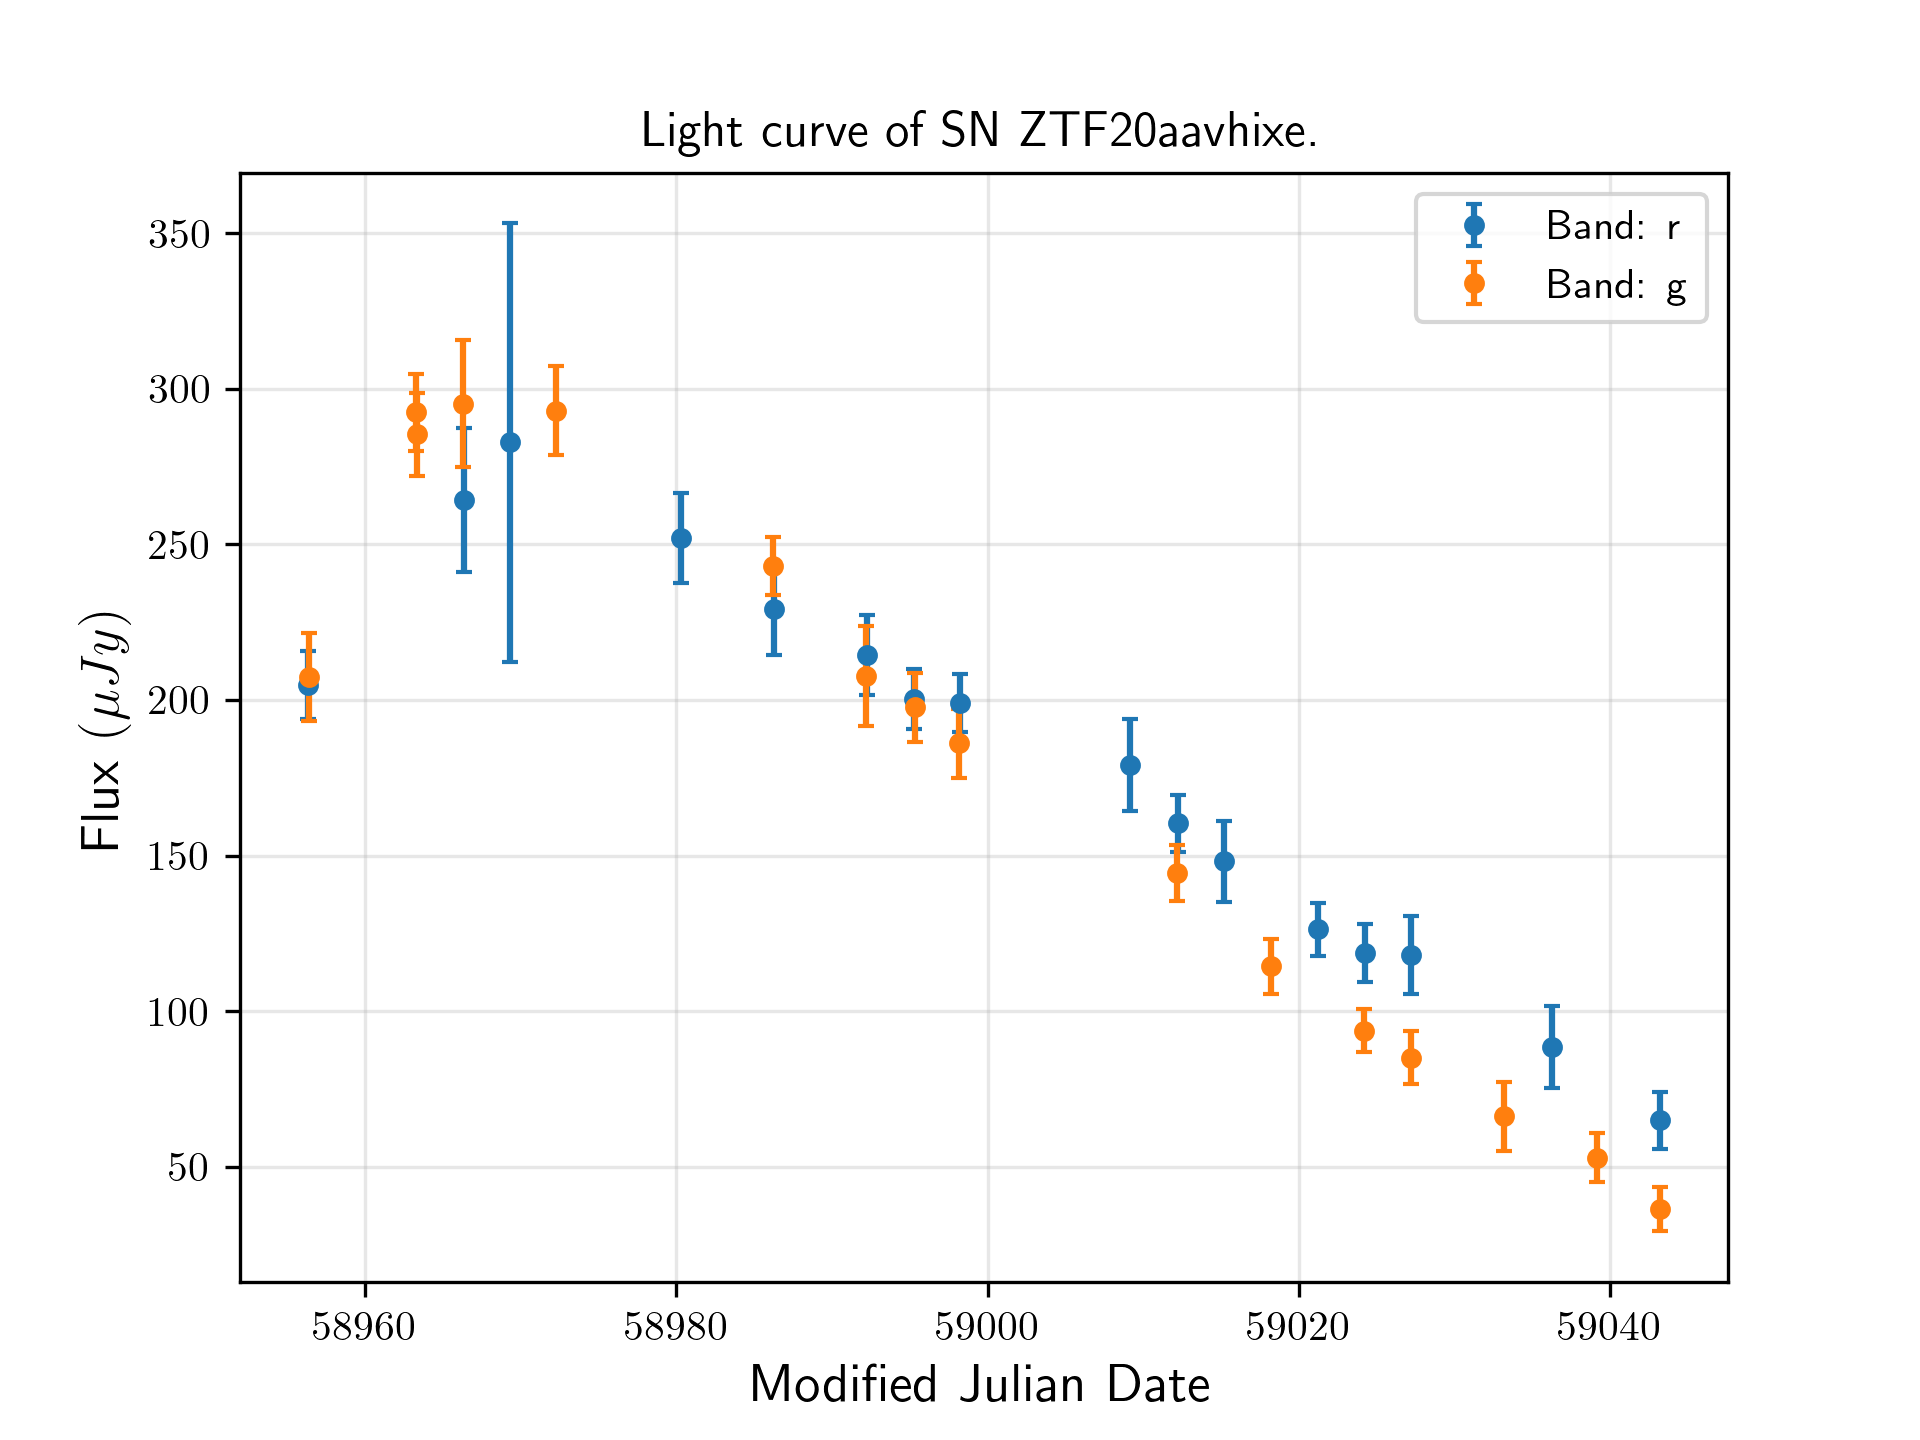 Light curve of SN ZTF20aavhixe.
Band: r
Band: g
350
300
250
200
150
100
50
Flux (μJy)
58960 58980 59000 59020 59040
Modified Julian Date